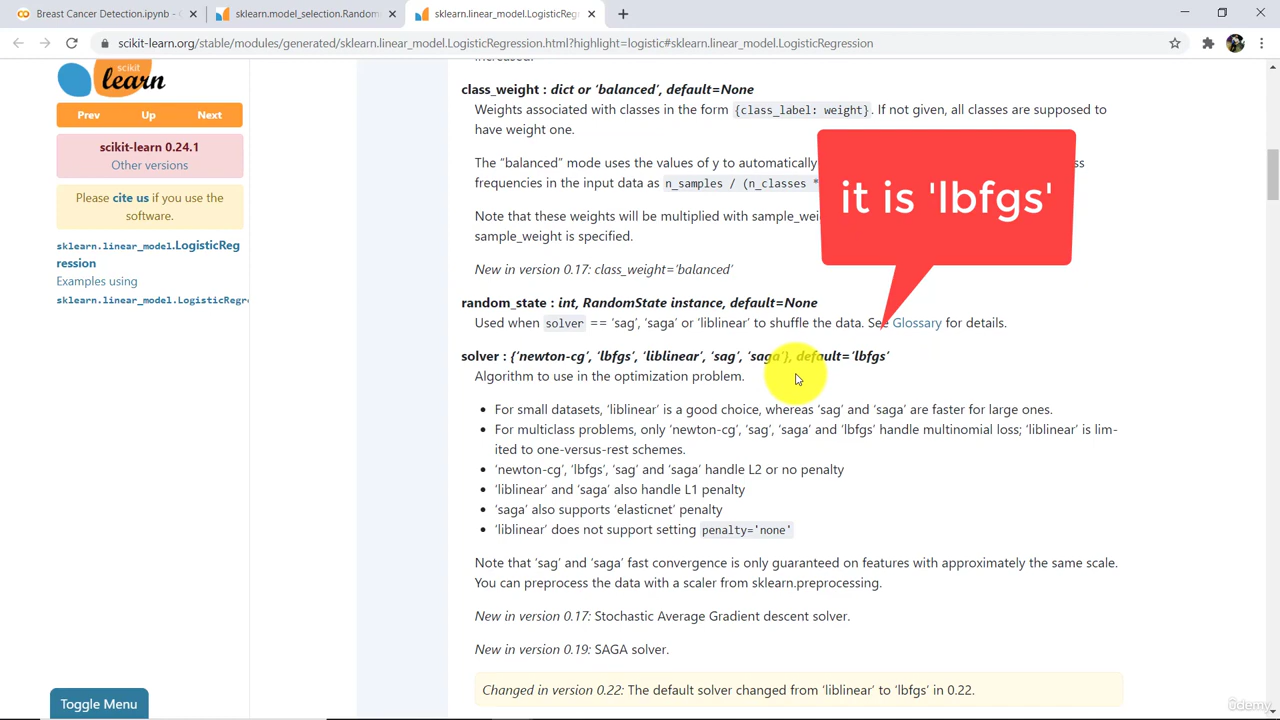 Breast Cancer Detection.ipynb - C
sklearn.model_selection.Random
sklearn.linear_model.LogisticReg
scikit-learn.org/stable/modules/generated/sklearn.linear_model.LogisticRegression.html?highlight=logistic#sklearn.linear_model.LogisticRegression
scikit
learn
Prev Up Next
scikit-learn 0.24.1
Other versions
Please cite us if you use the
software.
sklearn.linear_model.LogisticReg
ression
Examples using
sklearn.linear_model.LogisticRegre
Toggle Menu
increased.
class_weight : dict or 'balanced', default=None
Weights associated with classes in the form {class_label: weight}. If not given, all classes are supposed to
have weight one.
The "balanced" mode uses the values of y to automatically ss
frequencies in the input data as n_samples / (n_classes *
Note that these weights will be multiplied with sample_wei
sample_weight is specified.
New in version 0.17: class_weight='balanced'
it is 'lbfgs'
random_state : int, RandomState instance, default=None
Used when solver == 'sag', 'saga' or 'liblinear' to shuffle the data. See Glossary for details.
solver : {'newton-cg', 'lbfgs', 'liblinear', 'sag', 'saga'}, default='lbfgs'
Algorithm to use in the optimization problem.
• For small datasets, 'liblinear' is a good choice, whereas 'sag' and 'saga' are faster for large ones.
• For multiclass problems, only 'newton-cg', 'sag', 'saga' and 'lbfgs' handle multinomial loss; 'liblinear' is lim-
ited to one-versus-rest schemes.
• 'newton-cg', 'lbfgs', 'sag' and 'saga' handle L2 or no penalty
• 'liblinear' and 'saga' also handle L1 penalty
• 'saga' also supports 'elasticnet' penalty
• 'liblinear' does not support setting penalty='none'
Note that 'sag' and 'saga' fast convergence is only guaranteed on features with approximately the same scale.
You can preprocess the data with a scaler from sklearn.preprocessing.
New in version 0.17: Stochastic Average Gradient descent solver.
New in version 0.19: SAGA solver.
Changed in version 0.22: The default solver changed from 'liblinear' to 'lbfgs' in 0.22.
ûdemy